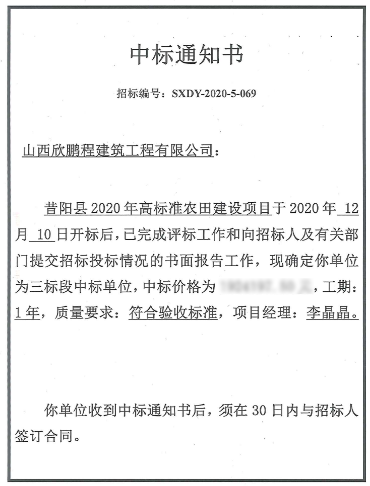 中标通知书
招标编号：SXDY-2020-5-069
山西欣鹏程建筑工程有限公司：
昔阳县 2020 年高标准农田建设项目于 2020 年 12
月 10 日开标后，已完成评标工作和向招标人及有关部
门提交招标投标情况的书面报告工作，现确定你单位
为三标段中标单位，中标价格为 元，工期：
1 年，质量要求：符合验收标准，项目经理：李晶晶。
你单位收到中标通知书后，须在 30 日内与招标人
签订合同。